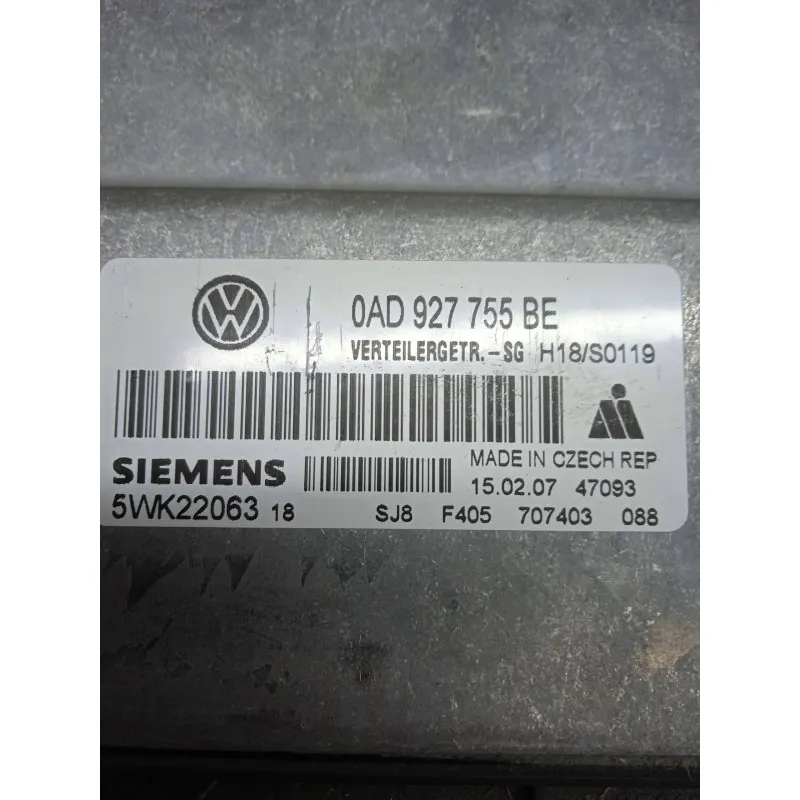 0AD 927 755 BE
VERTEILERGETR.-SG H18/S0119
SIEMENS
MADE IN CZECH REP
15.02.07 47093
5WK22063 18 SJ8 F405 707403 088